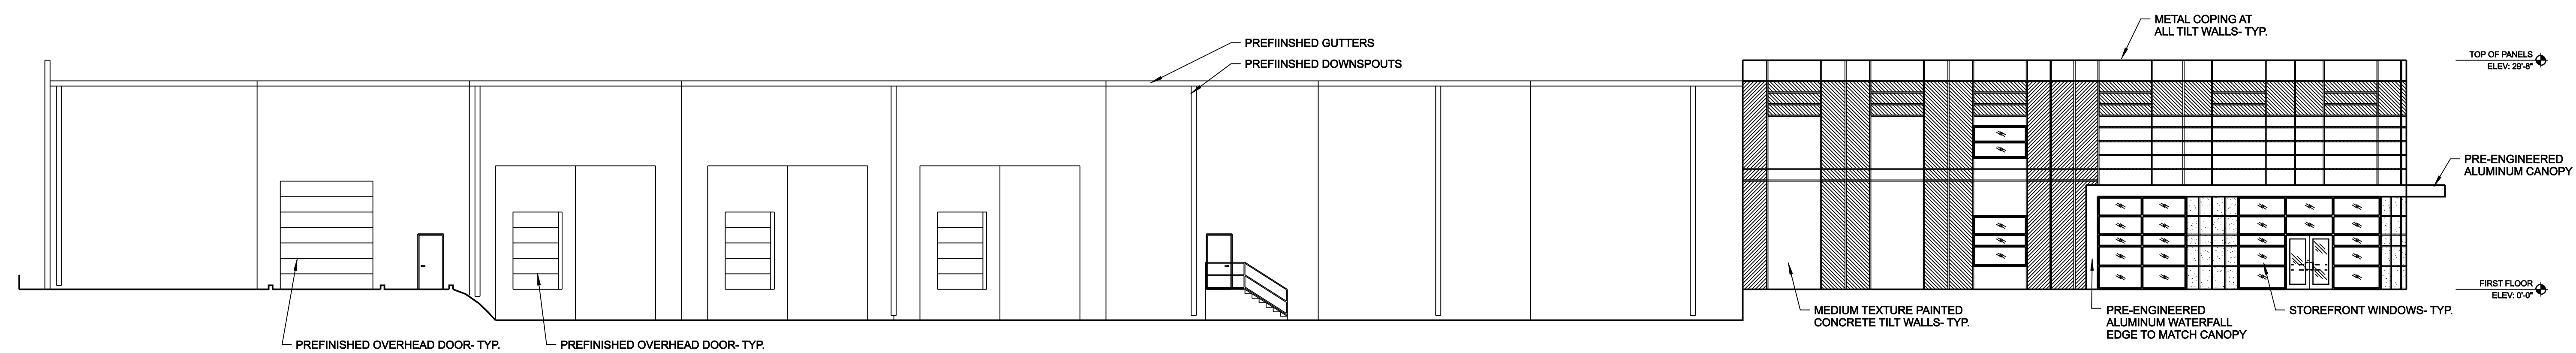 METAL COPING AT
ALL TILT WALLS- TYP.
PREFIINSHED GUTTERS
PREFIINSHED DOWNSPOUTS
TOP OF PANELS
ELEV: 29'-8"
PRE-ENGINEERED
ALUMINUM CANOPY
FIRST FLOOR
ELEV: 0'-0"
MEDIUM TEXTURE PAINTED
CONCRETE TILT WALLS- TYP.
PRE-ENGINEERED
ALUMINUM WATERFALL
EDGE TO MATCH CANOPY
STOREFRONT WINDOWS- TYP.
PREFINISHED OVERHEAD DOOR- TYP.
PREFINISHED OVERHEAD DOOR- TYP.